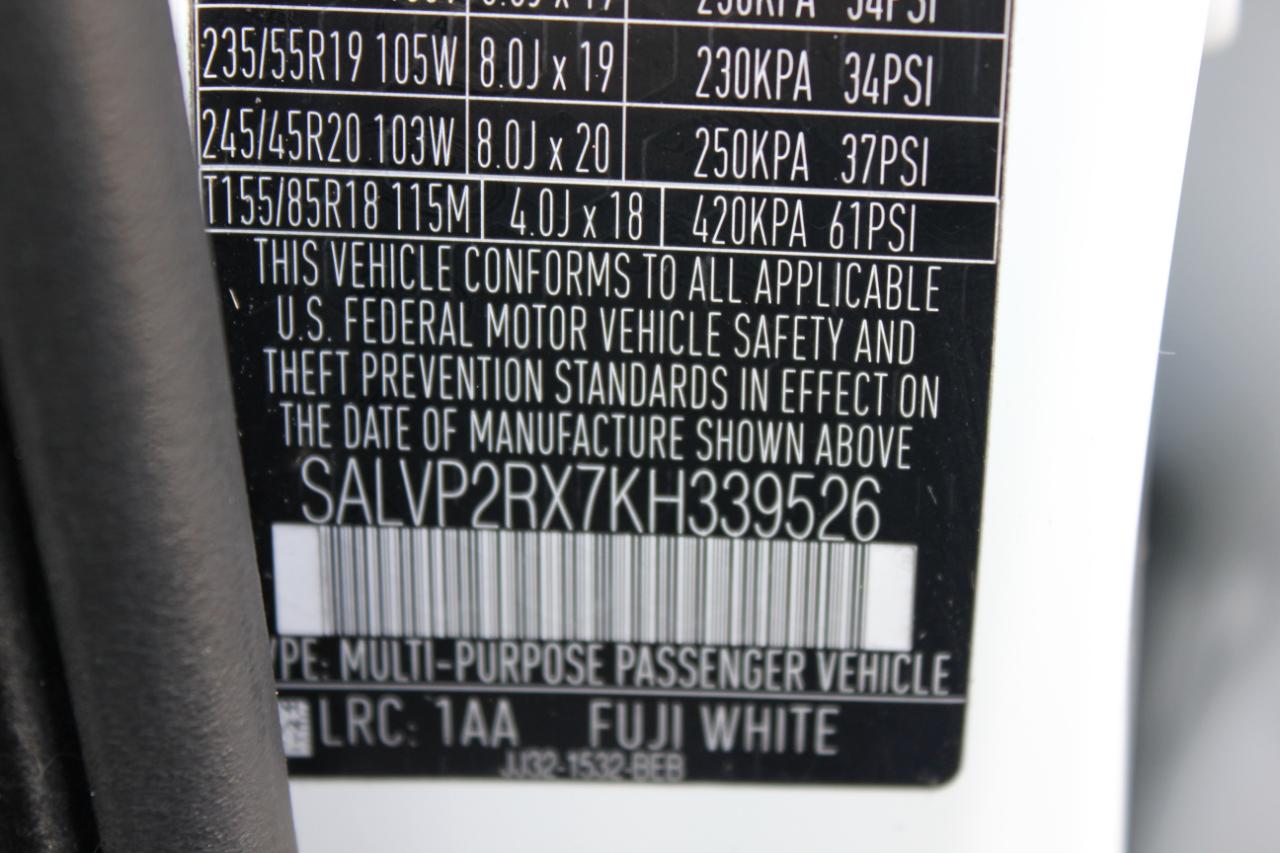 235/55R19 105W 8.0J x 19 230KPA 34PSI
245/45R20 103W 8.0J x 20 250KPA 37PSI
T155/85R18 115M 4.0J x 18 420KPA 61PSI
THIS VEHICLE CONFORMS TO ALL APPLICABLE
U.S. FEDERAL MOTOR VEHICLE SAFETY AND
THEFT PREVENTION STANDARDS IN EFFECT ON
THE DATE OF MANUFACTURE SHOWN ABOVE
SALVP2RX7KH339526
YPE: MULTI-PURPOSE PASSENGER VEHICLE
LRC: 1AA FUJI WHITE
JJ32-1532-BEB